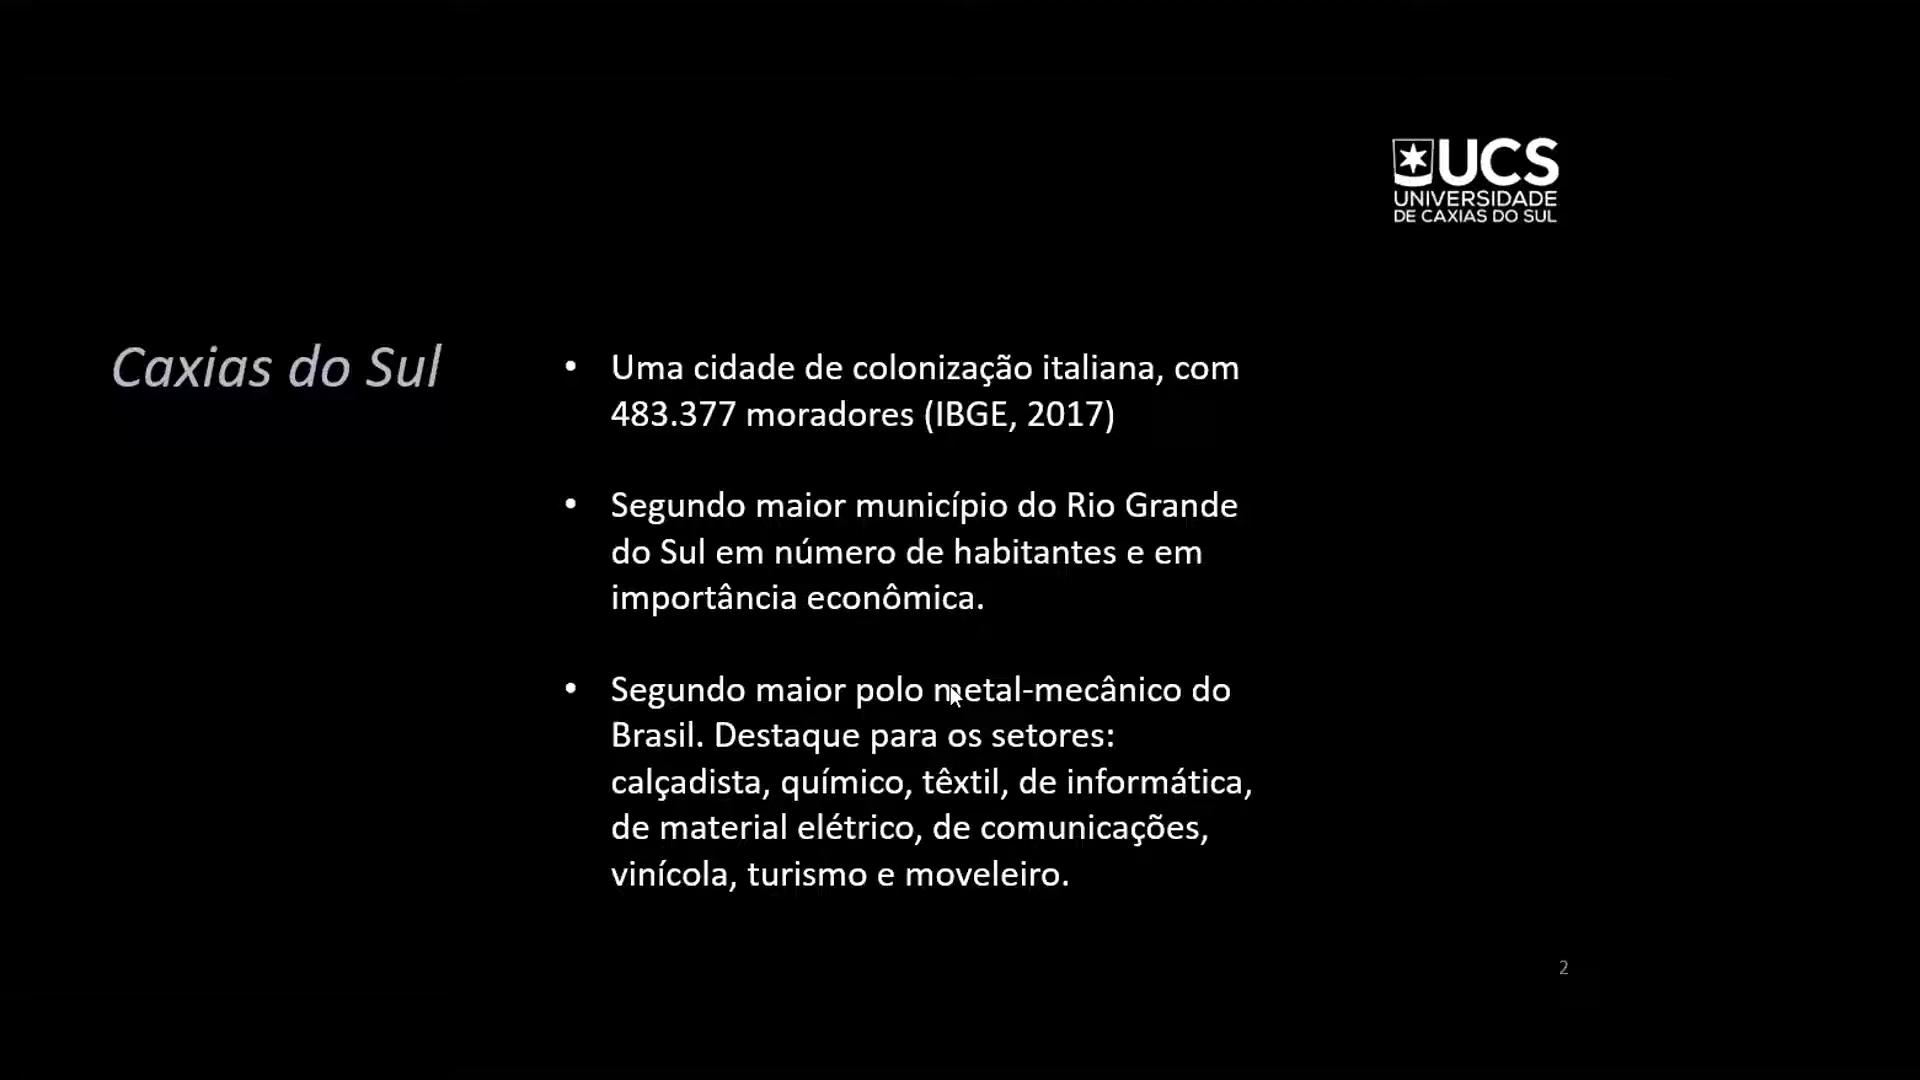 UCS
UNIVERSIDADE
DE CAXIAS DO SUL
Caxias do Sul
• Uma cidade de colonização italiana, com
483.377 moradores (IBGE, 2017)
• Segundo maior município do Rio Grande
do Sul em número de habitantes e em
importância econômica.
• Segundo maior polo metal-mecânico do
Brasil. Destaque para os setores:
calçadista, químico, têxtil, de informática,
de material elétrico, de comunicações,
vinícola, turismo e moveleiro.
2